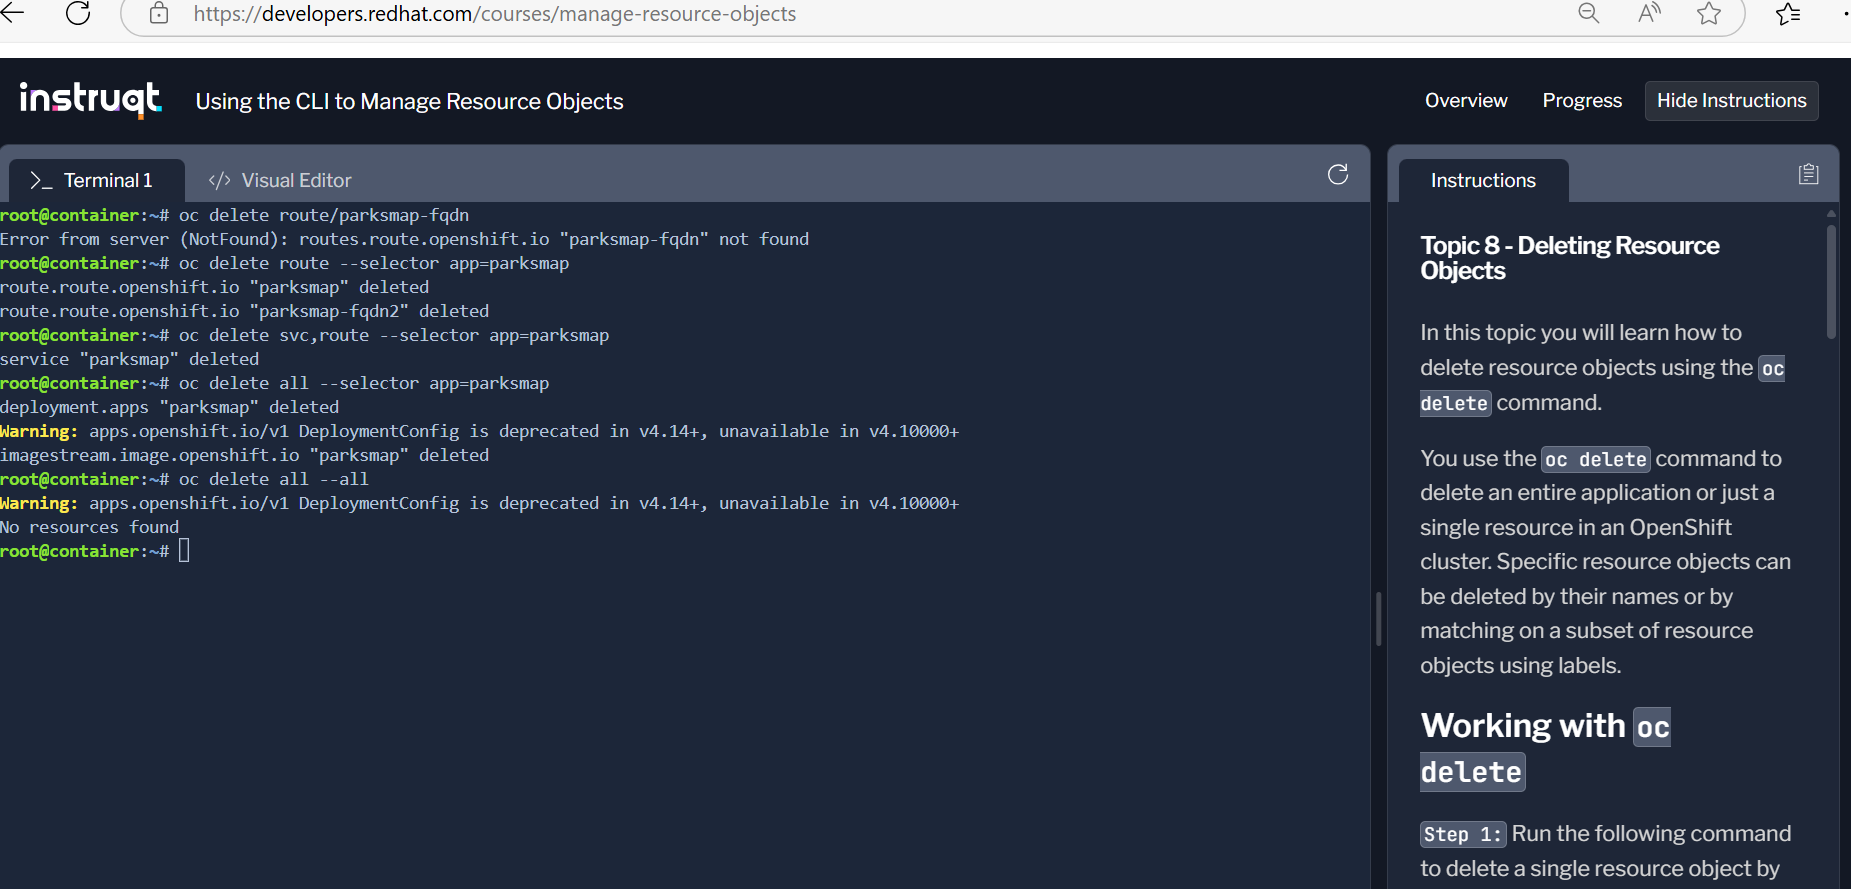 https://developers.redhat.com/courses/manage-resource-objects
instruqt
Using the CLI to Manage Resource Objects
Overview
Progress
Hide Instructions
>_ Terminal 1
</> Visual Editor
root@container:~# oc delete route/parksmap-fqdn
Error from server (NotFound): routes.route.openshift.io "parksmap-fqdn" not found
root@container:~# oc delete route --selector app=parksmap
route.route.openshift.io "parksmap" deleted
route.route.openshift.io "parksmap-fqdn2" deleted
root@container:~# oc delete svc,route --selector app=parksmap
service "parksmap" deleted
root@container:~# oc delete all --selector app=parksmap
deployment.apps "parksmap" deleted
Warning: apps.openshift.io/v1 DeploymentConfig is deprecated in v4.14+, unavailable in v4.10000+
imagestream.image.openshift.io "parksmap" deleted
root@container:~# oc delete all --all
Warning: apps.openshift.io/v1 DeploymentConfig is deprecated in v4.14+, unavailable in v4.10000+
No resources found
root@container:~#
Instructions
Topic 8 - Deleting Resource
Objects
In this topic you will learn how to
delete resource objects using the oc
delete command.
You use the oc delete command to
delete an entire application or just a
single resource in an OpenShift
cluster. Specific resource objects can
be deleted by their names or by
matching on a subset of resource
objects using labels.
Working with oc
delete
Step 1: Run the following command
to delete a single resource object by